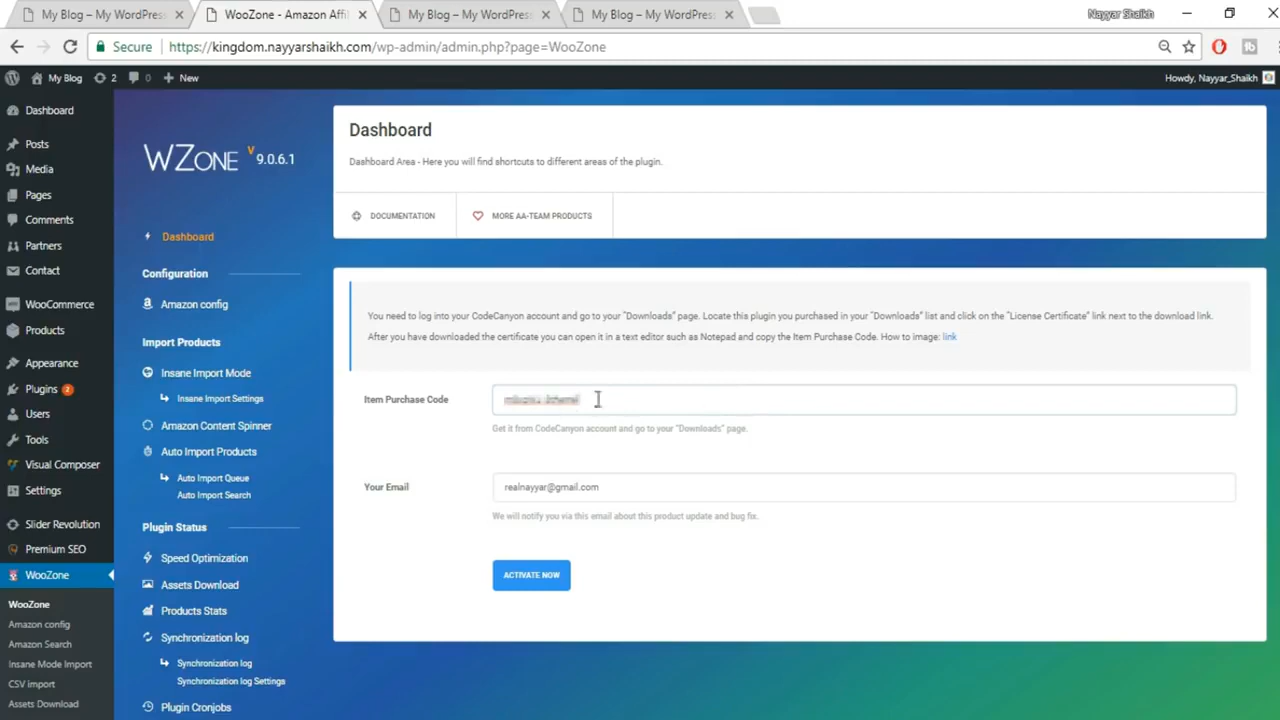 My Blog – My WordPress
WooZone - Amazon Affil
My Blog – My WordPress
My Blog – My WordPress
Nayyar Shaikh
Secure
https://kingdom.nayyarshaikh.com/wp-admin/admin.php?page=WooZone
My Blog
2
0
New
Howdy, Nayyar_Shaikh
Dashboard
Posts
Media
Pages
Comments
Partners
Contact
WooCommerce
Products
Appearance
Plugins 2
Users
Tools
Visual Composer
Settings
Slider Revolution
Premium SEO
WooZone
WooZone
Amazon config
Amazon Search
Insane Mode Import
CSV import
Assets Download
WZONE V 9.0.6.1
Dashboard
Configuration
Amazon config
Import Products
Insane Import Mode
Insane Import Settings
Amazon Content Spinner
Auto Import Products
Auto Import Queue
Auto Import Search
Plugin Status
Speed Optimization
Assets Download
Products Stats
Synchronization log
Synchronization log
Synchronization log Settings
Plugin Cronjobs
Dashboard
Dashboard Area - Here you will find shortcuts to different areas of the plugin.
DOCUMENTATION
MORE AA-TEAM PRODUCTS
You need to log into your CodeCanyon account and go to your "Downloads" page. Locate this plugin you purchased in your "Downloads" list and click on the "License Certificate" link next to the download link.
After you have downloaded the certificate you can open it in a text editor such as Notepad and copy the Item Purchase Code. How to image: link
Item Purchase Code
Get it from CodeCanyon account and go to your "Downloads" page.
Your Email
realnayyar@gmail.com
We will notify you via this email about this product update and bug fix.
ACTIVATE NOW